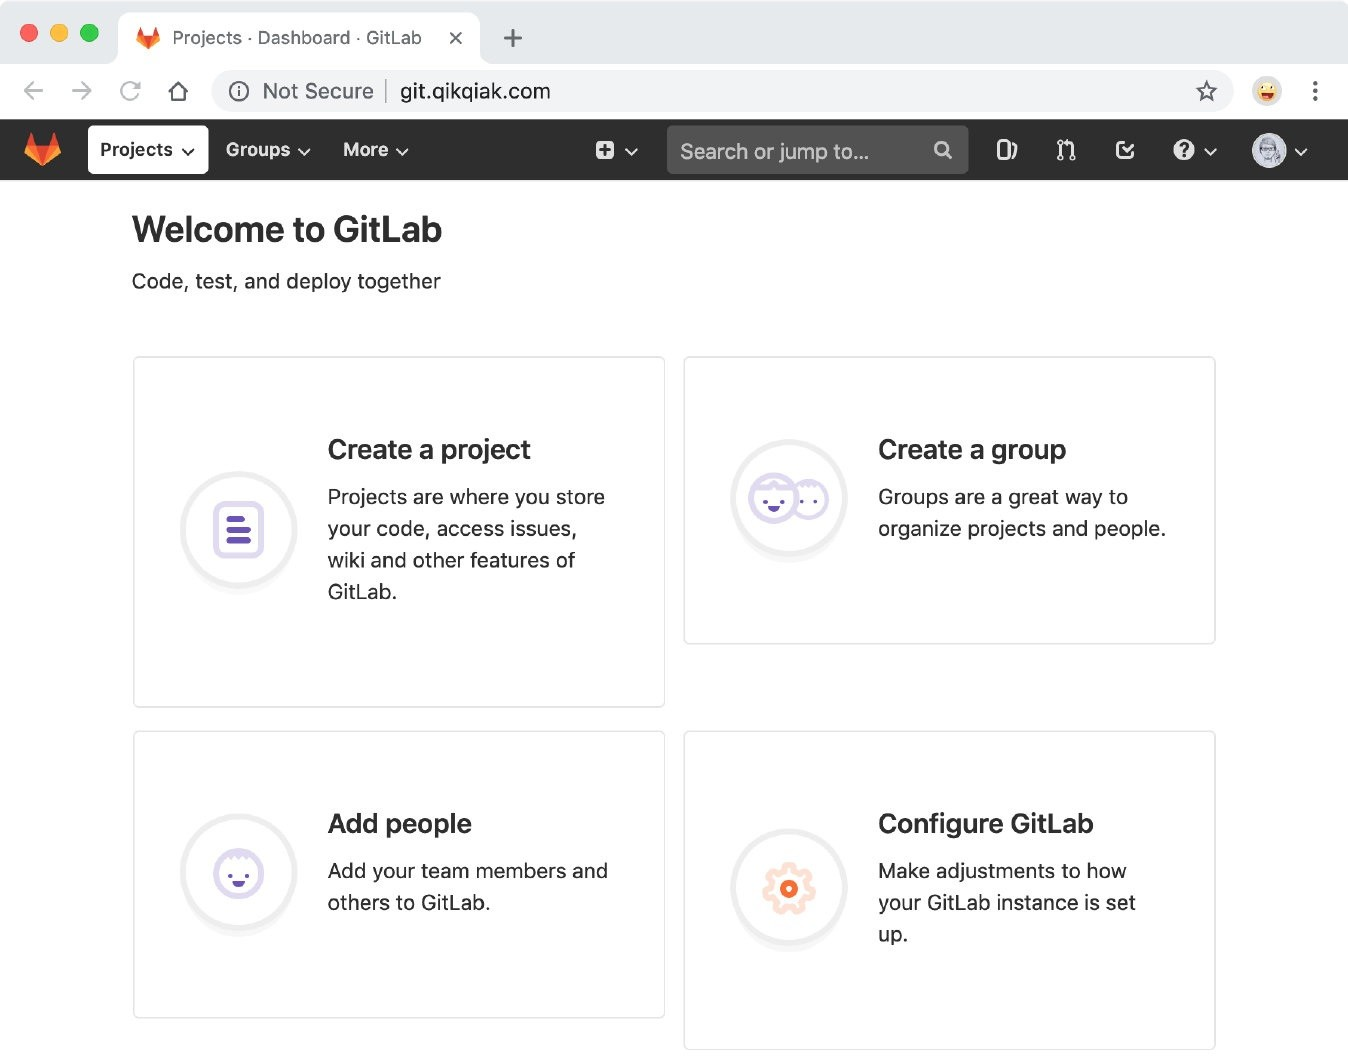 Projects · Dashboard · GitLab
Not Secure
git.qikqiak.com
Projects
Groups
More
Search or jump to...
Welcome to GitLab
Code, test, and deploy together
Create a project
Projects are where you store
your code, access issues,
wiki and other features of
GitLab.
Create a group
Groups are a great way to
organize projects and people.
Add people
Add your team members and
others to GitLab.
Configure GitLab
Make adjustments to how
your GitLab instance is set
up.